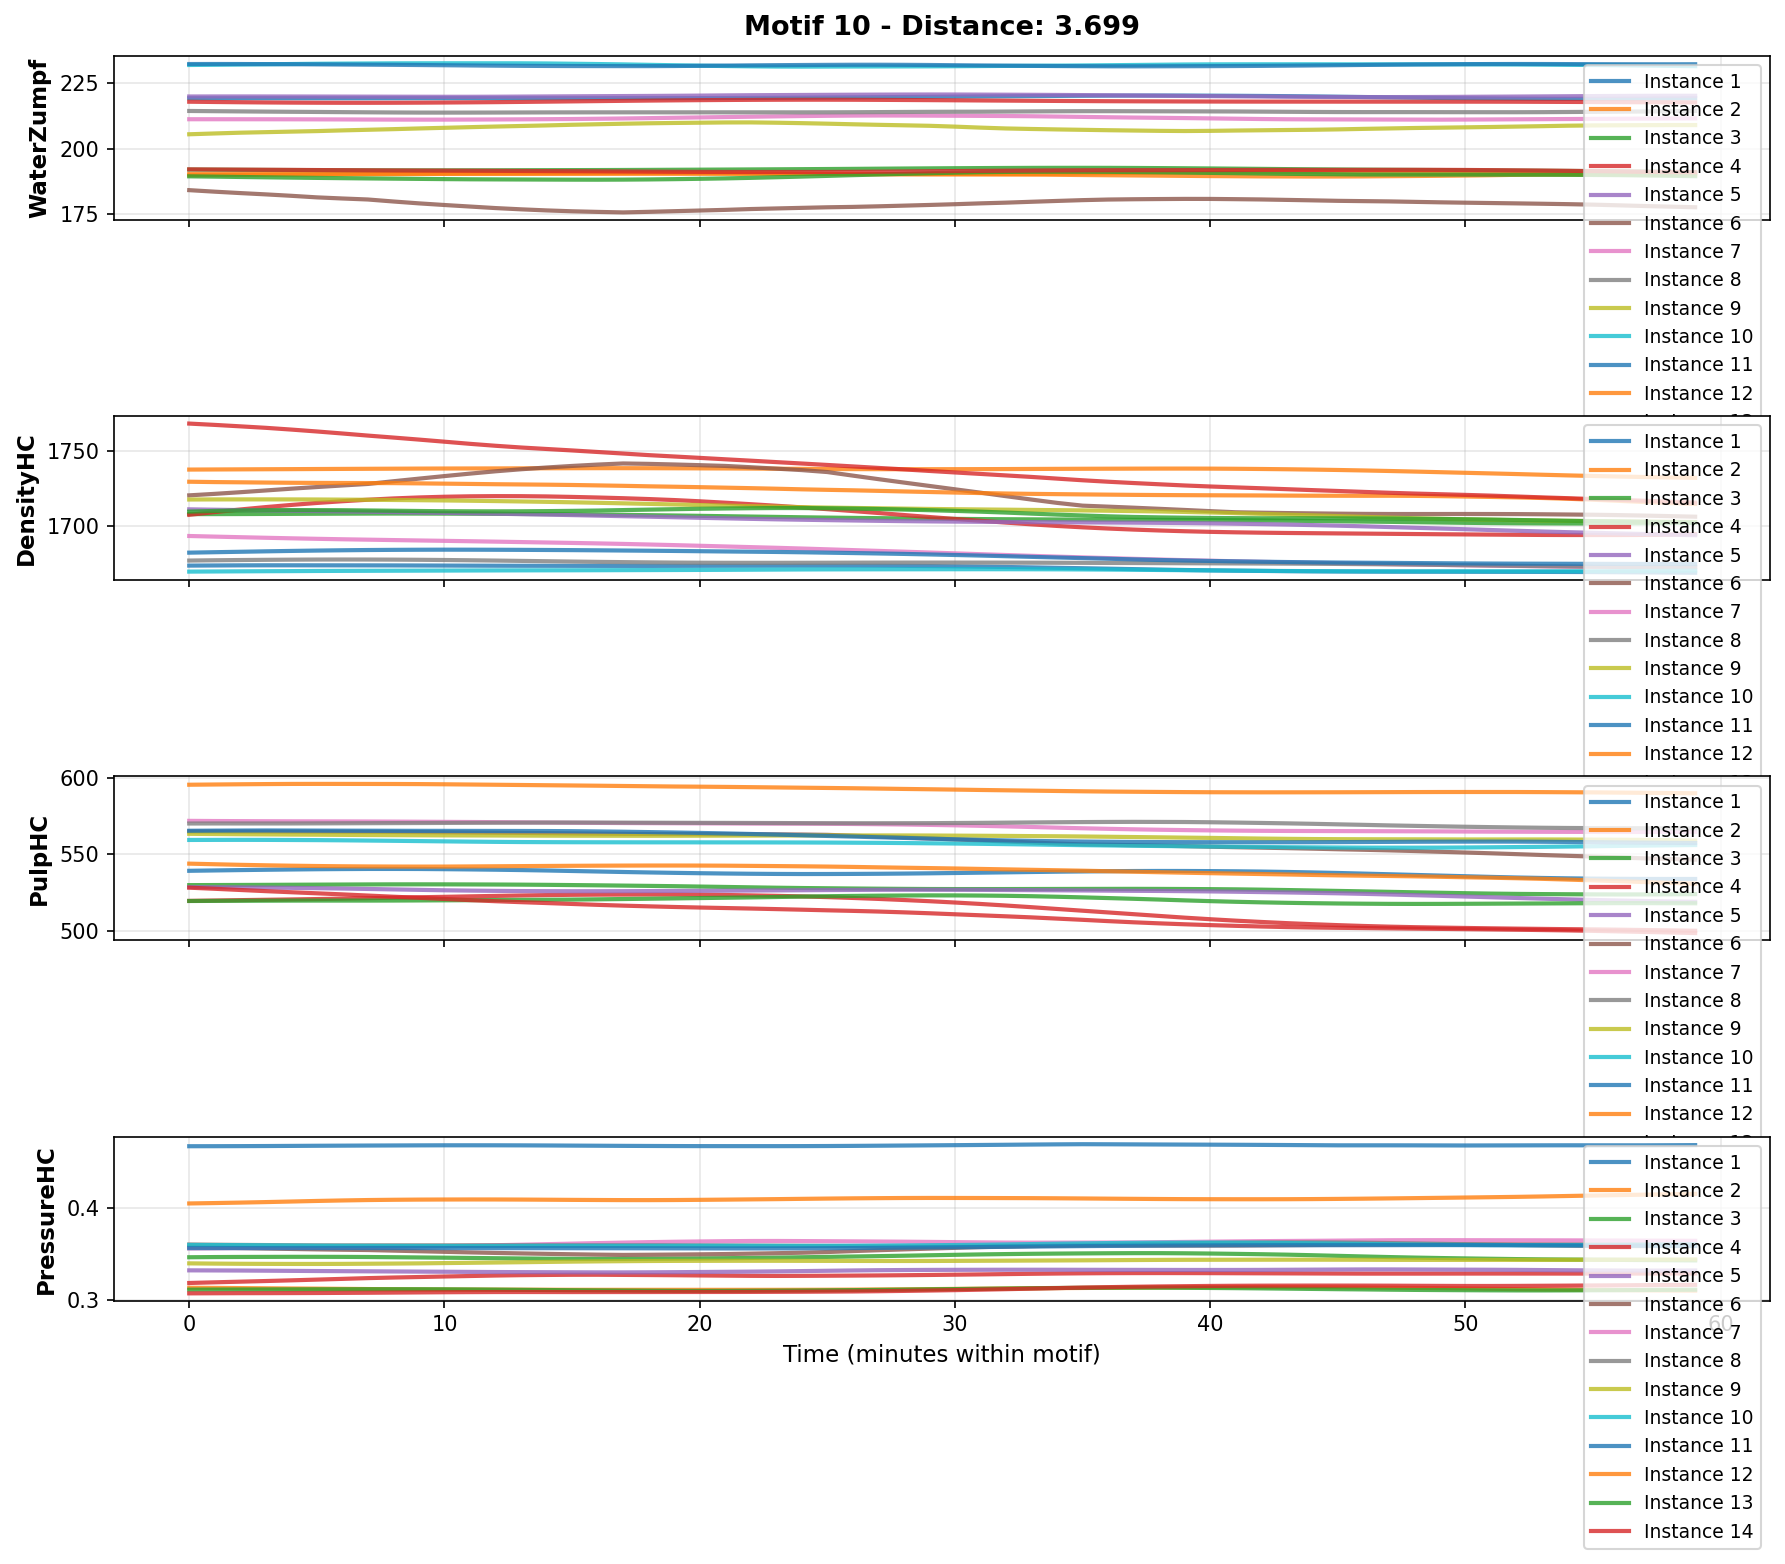 Motif 10 - Distance: 3.699
WaterZumpf
225
200
175
Instance 1
Instance 2
Instance 3
Instance 4
Instance 5
Instance 6
Instance 7
Instance 8
Instance 9
Instance 10
Instance 11
Instance 12
DensityHC
1750
1700
Instance 1
Instance 2
Instance 3
Instance 4
Instance 5
Instance 6
Instance 7
Instance 8
Instance 9
Instance 10
Instance 11
Instance 12
PulpHC
600
550
500
Instance 1
Instance 2
Instance 3
Instance 4
Instance 5
Instance 6
Instance 7
Instance 8
Instance 9
Instance 10
Instance 11
Instance 12
PressureHC
0.4
0.3
Instance 1
Instance 2
Instance 3
Instance 4
Instance 5
Instance 6
Instance 7
Instance 8
Instance 9
Instance 10
Instance 11
Instance 12
Instance 13
Instance 14
0 10 20 30 40 50 60
Time (minutes within motif)